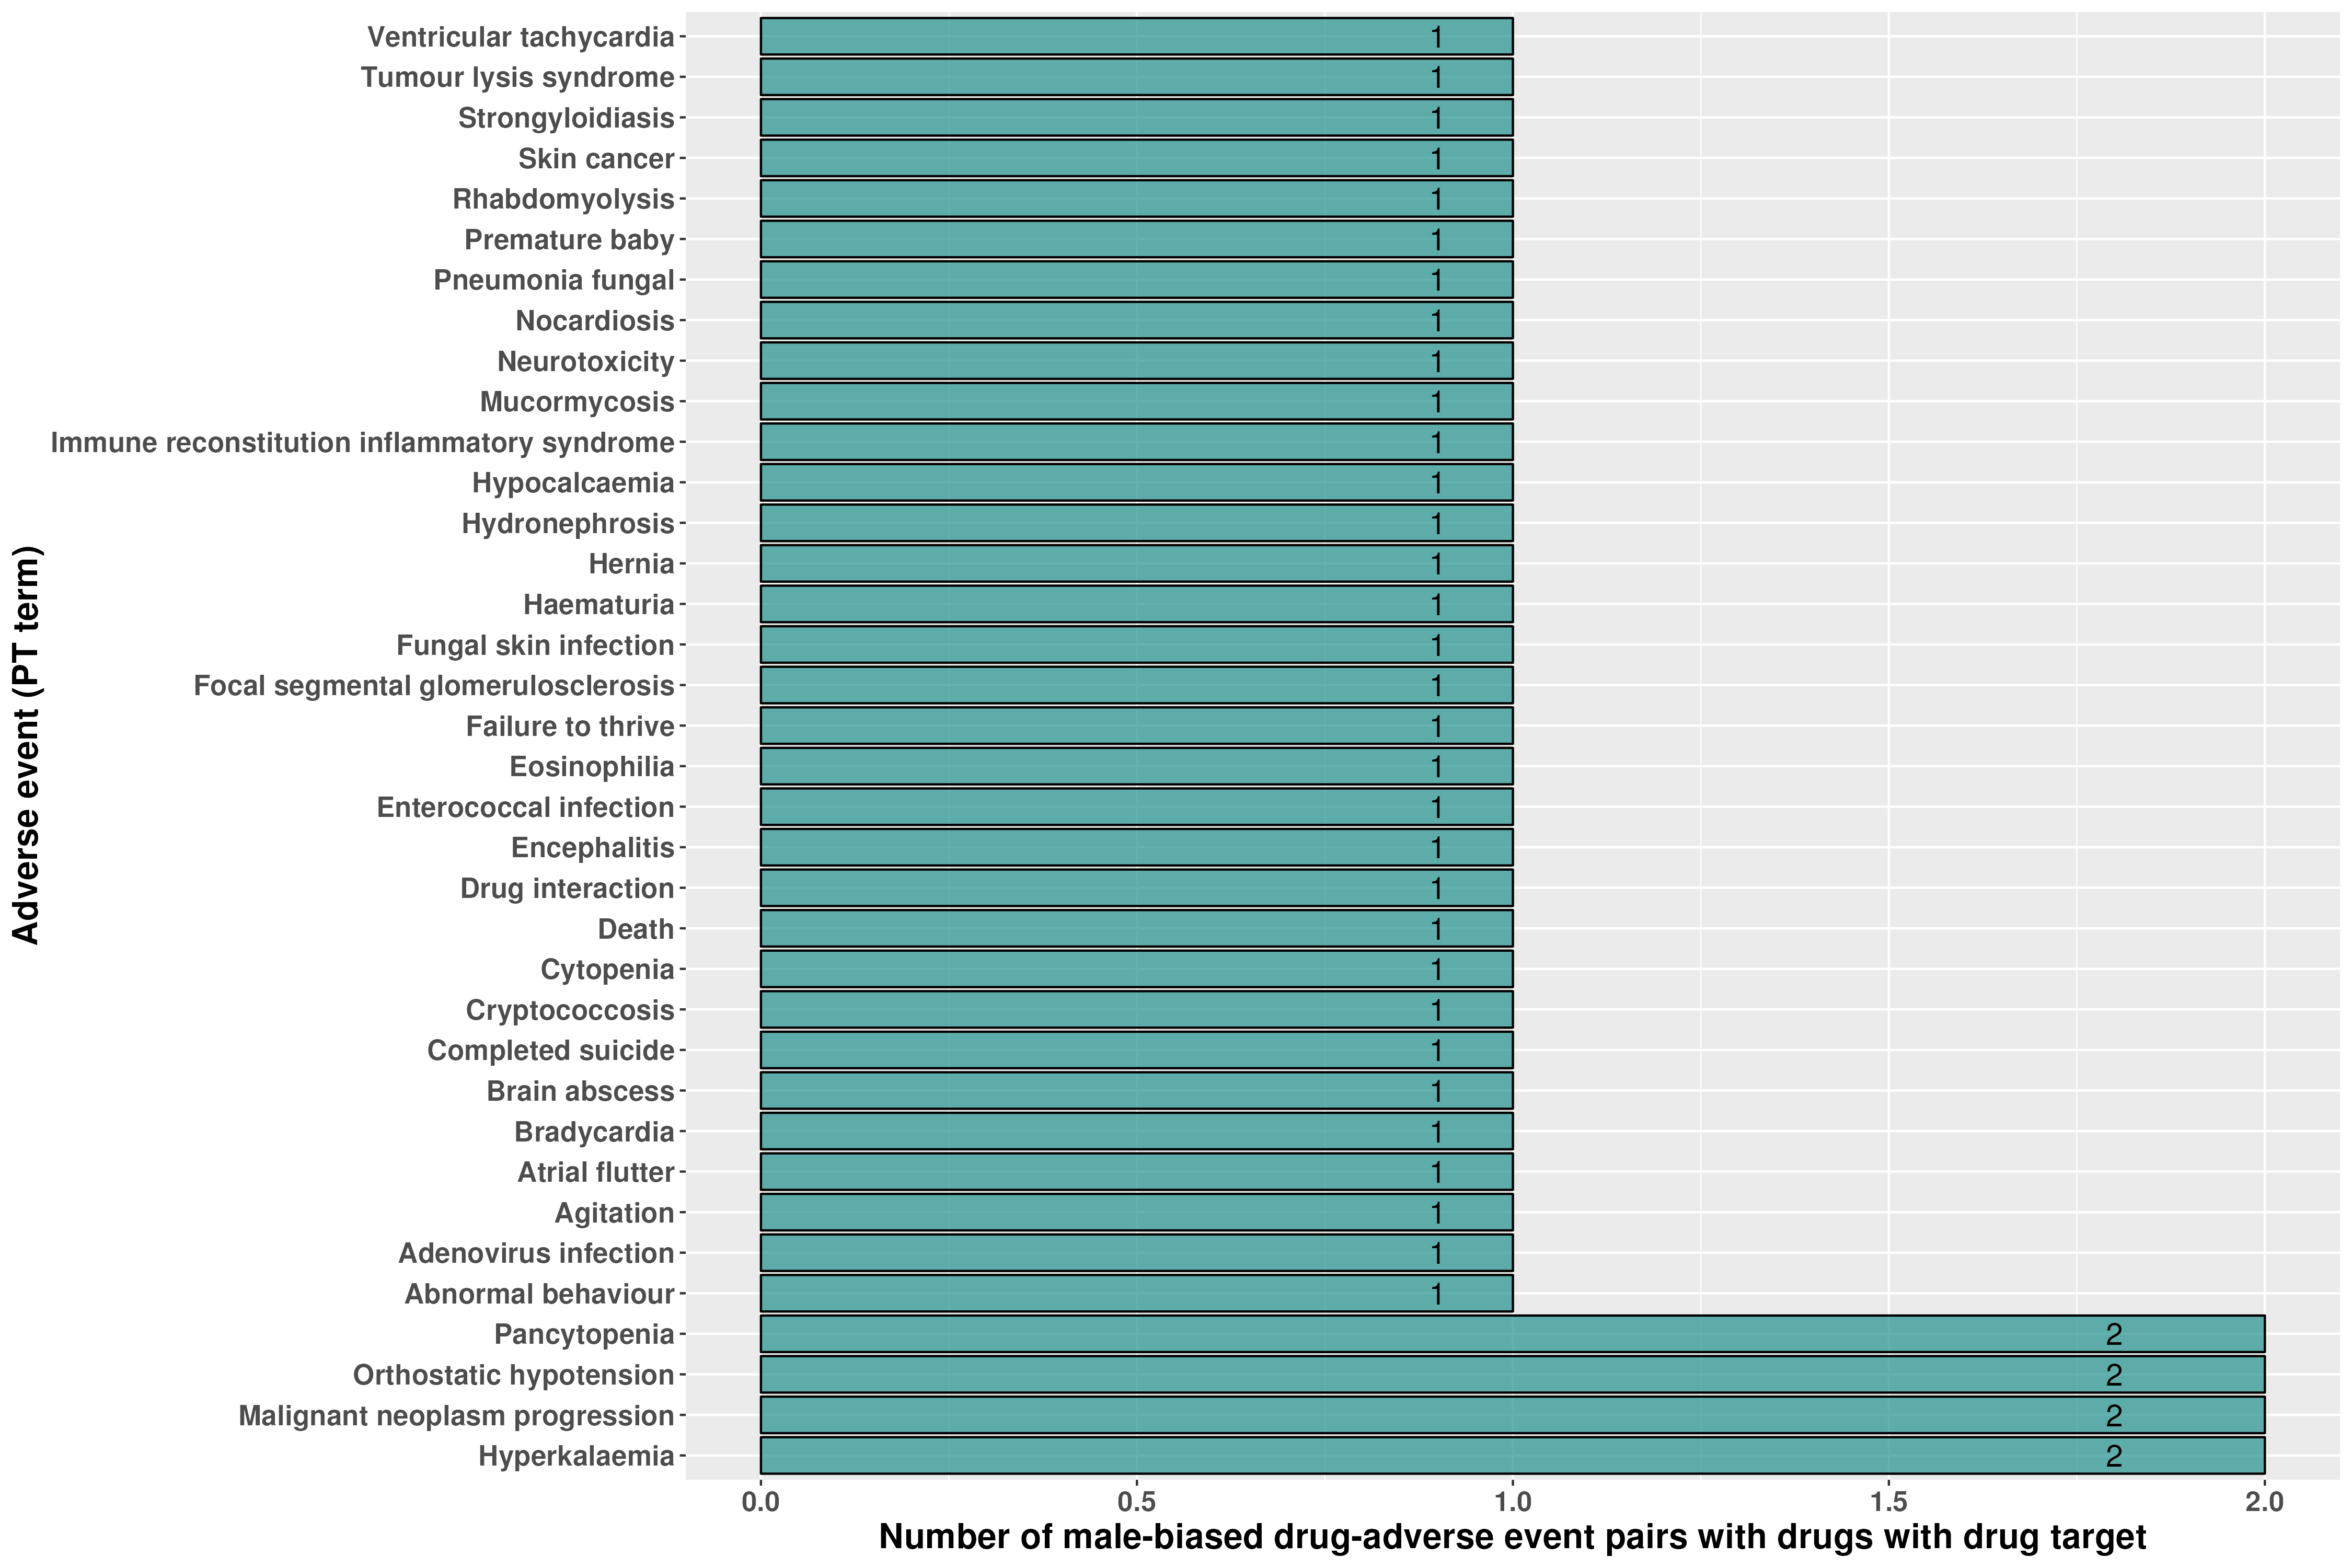 Ventricular tachycardia 1
Tumour lysis syndrome 1
Strongyloidiasis 1
Skin cancer 1
Rhabdomyolysis 1
Premature baby 1
Pneumonia fungal 1
Nocardiosis 1
Neurotoxicity 1
Mucormycosis 1
Immune reconstitution inflammatory syndrome 1
Hypocalcaemia 1
Hydronephrosis 1
Hernia 1
Haematuria 1
Fungal skin infection 1
Focal segmental glomerulosclerosis 1
Failure to thrive 1
Eosinophilia 1
Enterococcal infection 1
Encephalitis 1
Drug interaction 1
Death 1
Cytopenia 1
Cryptococcosis 1
Completed suicide 1
Brain abscess 1
Bradycardia 1
Atrial flutter 1
Agitation 1
Adenovirus infection 1
Abnormal behaviour 1
Pancytopenia 2
Orthostatic hypotension 2
Malignant neoplasm progression 2
Hyperkalaemia 2
Adverse event (PT term)
0.0 0.5 1.0 1.5 2.0
Number of male-biased drug-adverse event pairs with drugs with drug target